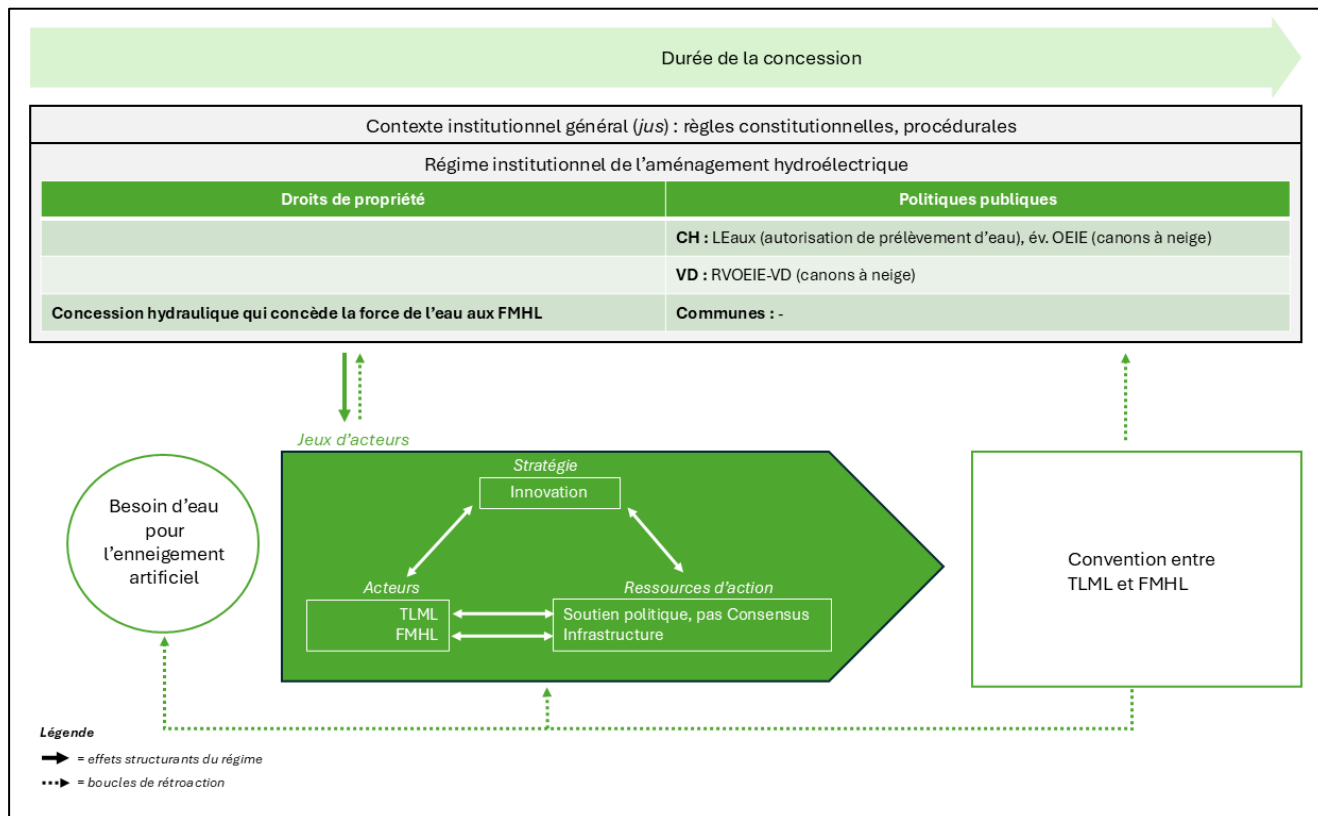 Durée de la concession
Contexte institutionnel général (jus) : règles constitutionnelles, procédurales
Régime institutionnel de l’aménagement hydroélectrique
Droits de propriété
Politiques publiques
CH : LEaux (autorisation de prélèvement d’eau), év. OEIE (canons à neige)
VD : RVOEIE-VD (canons à neige)
Concession hydraulique qui concède la force de l’eau aux FMHL
Communes : -
Jeux d’acteurs
Besoin d’eau
pour
l’enneigement
artificiel
Stratégie
Innovation
Acteurs
TLML
FMHL
Ressources d’action
Soutien politique, pas Consensus
Infrastructure
Convention entre
TLML et FMHL
Légende
= effets structurants du régime
= boucles de rétroaction